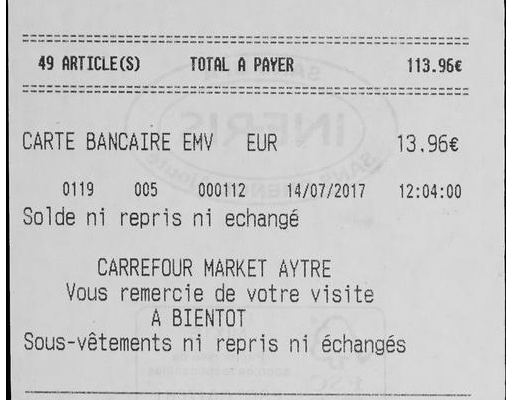 49 ARTICLE(S) TOTAL A PAYER 113.96€
CARTE BANCAIRE EMV EUR 13.96€
0119 005 000112 14/07/2017 12:04:00
Solde ni repris ni echangé
CARREFOUR MARKET AYTRE
Vous remercie de votre visite
A BIENTOT
Sous-vêtements ni repris ni échangés